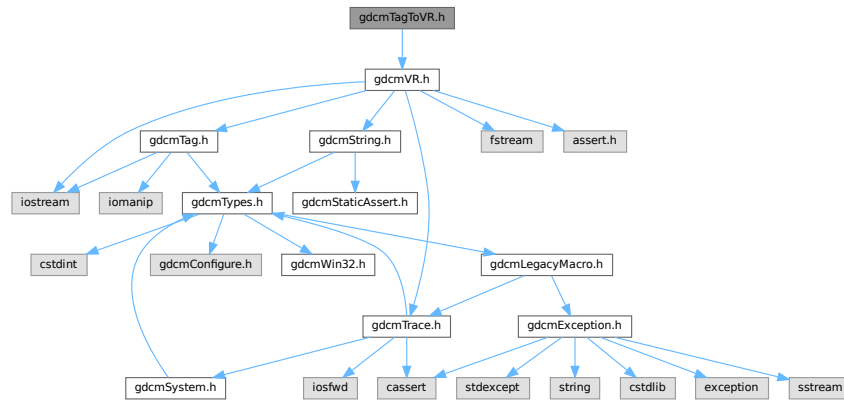 gdcmTagToVR.h
gdcmVR.h
gdcmTag.h
gdcmString.h
fstream
assert.h
iostream
iomanip
gdcmTypes.h
gdcmStaticAssert.h
cstdint
gdcmConfigure.h
gdcmWin32.h
gdcmLegacyMacro.h
gdcmTrace.h
gdcmException.h
gdcmSystem.h
iosfwd
cassert
stdexcept
string
cstdlib
exception
sstream